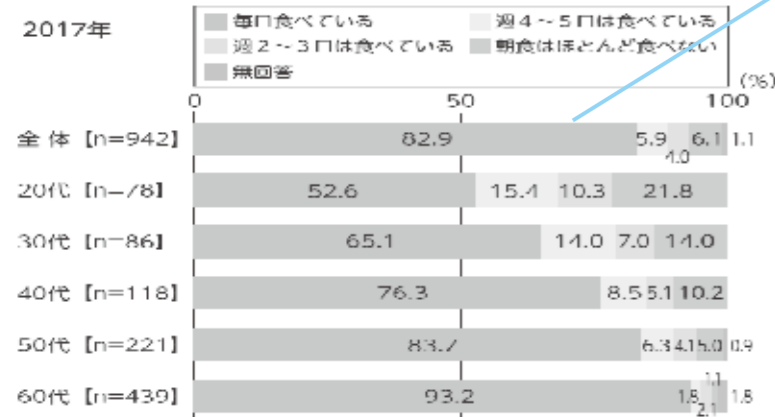 2017年
毎日食べている 週4～5日は食べている
週2～3日は食べている 朝食はほとんど食べない
無回答
(%)
0 50 100
全 体【n=942】 82.9 5.9 4.0 6.1 1.1
20代【n=78】 52.6 15.4 10.3 21.8
30代【n=86】 65.1 14.0 7.0 14.0
40代【n=118】 76.3 8.5 5.1 10.2
50代【n=221】 83.7 6.3 4.1 5.0 0.9
60代【n=439】 93.2 1.8 2.1 1.1 1.8